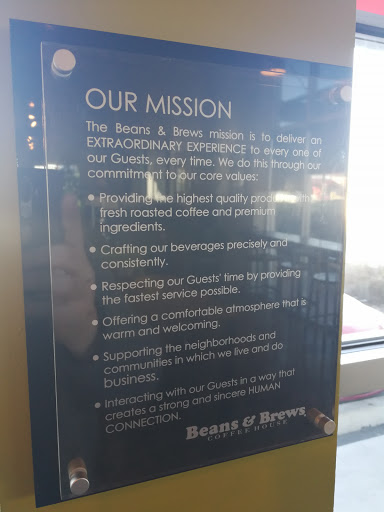 OUR MISSION
The Beans & Brews mission is to deliver an
EXTRAORDINARY EXPERIENCE to every one of
our Guests, every time. We do this through our
commitment to our core values:
• Providing the highest quality products with
fresh roasted coffee and premium
ingredients.
• Crafting our beverages precisely and
consistently.
• Respecting our Guests' time by providing
the fastest service possible.
• Offering a comfortable atmosphere that is
warm and welcoming.
• Supporting the neighborhoods and
communities in which we live and do
business.
• Interacting with our Guests in a way that
creates a strong and sincere HUMAN
CONNECTION.
Beans & Brews
COFFEE HOUSE